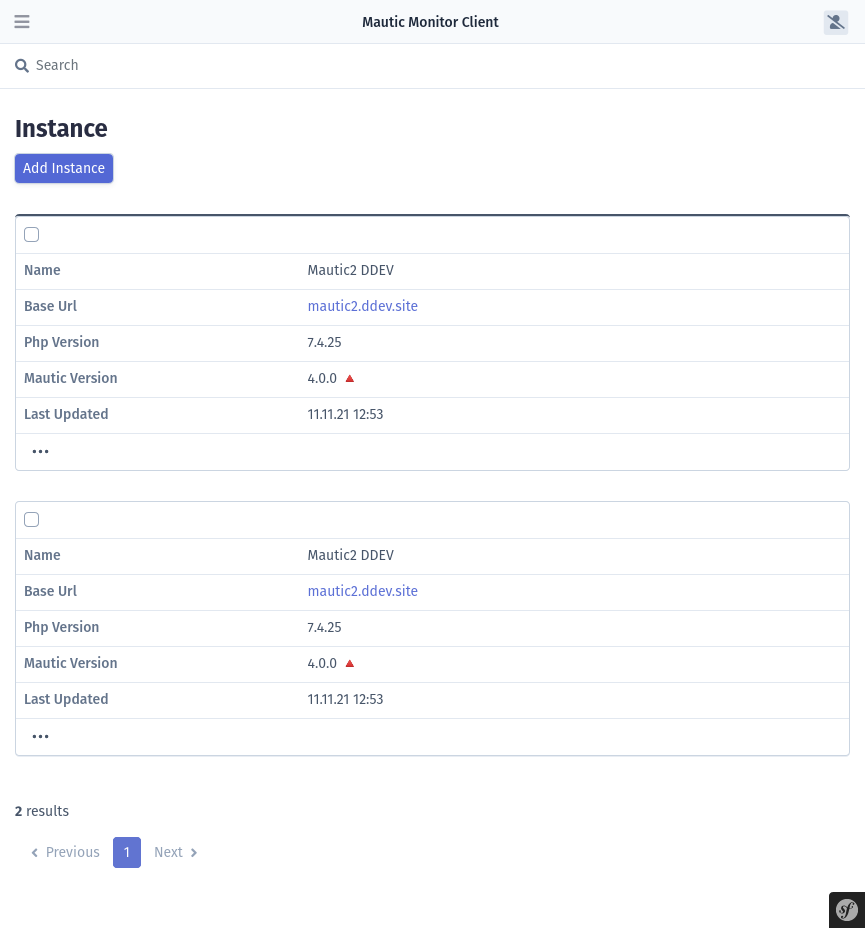 Mautic Monitor Client
Search
Instance
Add Instance
Name Mautic2 DDEV
Base Url mautic2.ddev.site
Php Version 7.4.25
Mautic Version 4.0.0
Last Updated 11.11.21 12:53
...
Name Mautic2 DDEV
Base Url mautic2.ddev.site
Php Version 7.4.25
Mautic Version 4.0.0
Last Updated 11.11.21 12:53
...
2 results
Previous 1 Next
sf